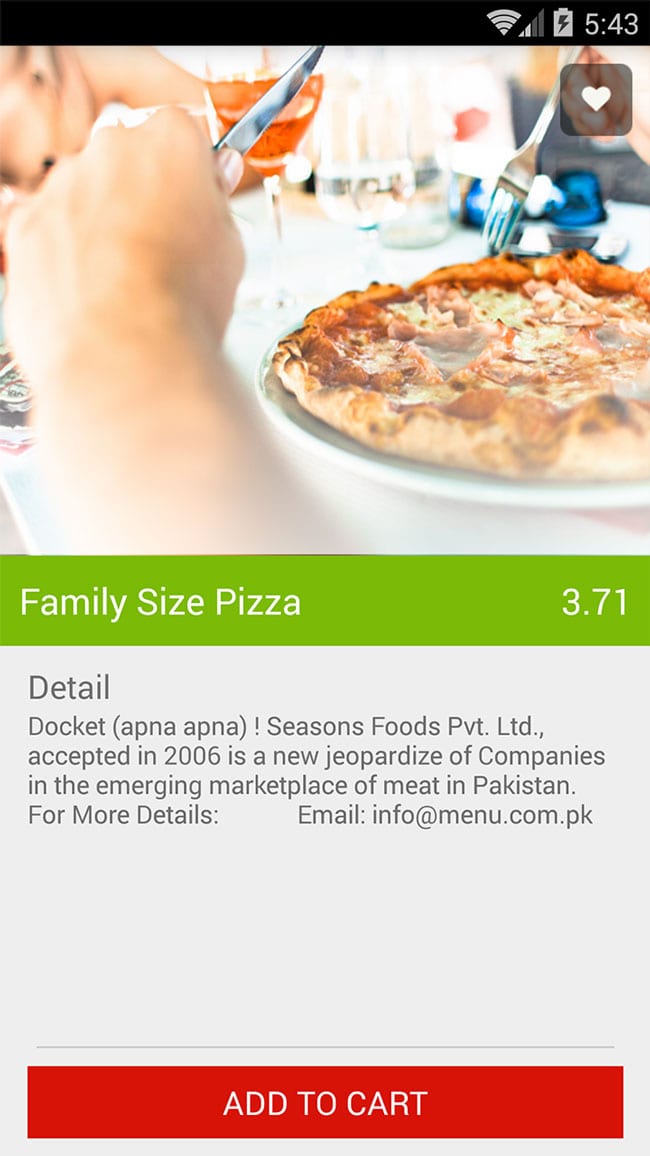 5:43
Family Size Pizza 3.71
Detail
Docket (apna apna) ! Seasons Foods Pvt. Ltd.,
accepted in 2006 is a new jeopardize of Companies
in the emerging marketplace of meat in Pakistan.
For More Details: Email: info@menu.com.pk
ADD TO CART